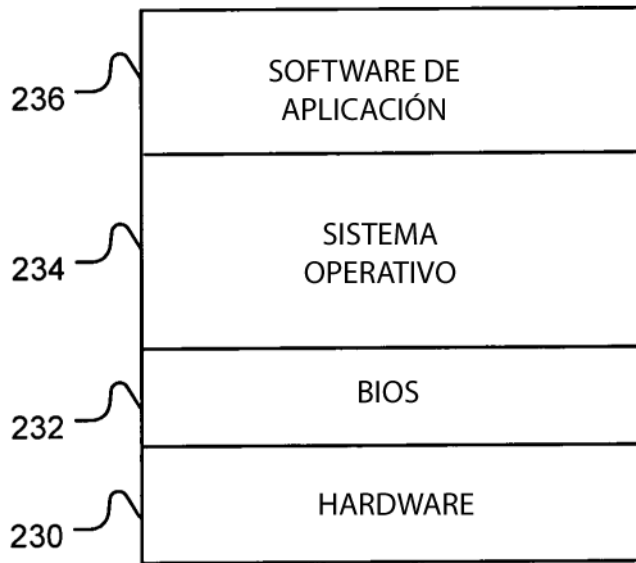 236
SOFTWARE DE
APLICACIÓN
234
SISTEMA
OPERATIVO
232
BIOS
230
HARDWARE